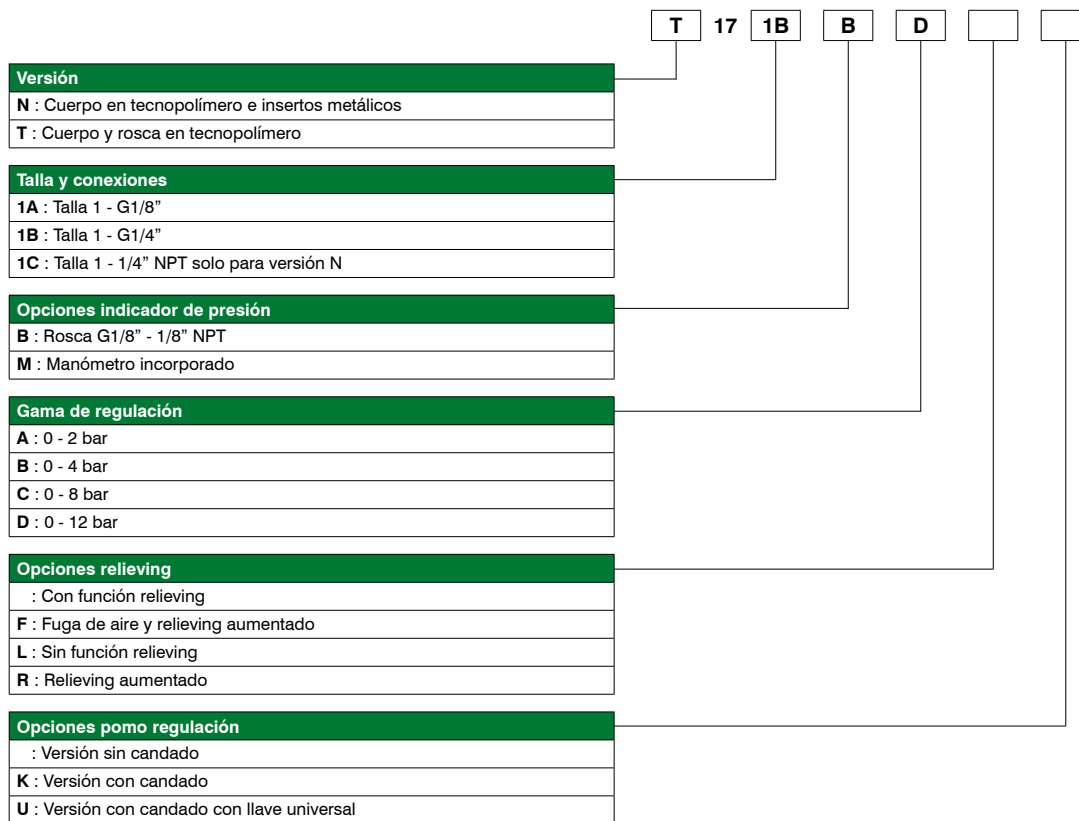 T 17 1B B D
Versión
N : Cuerpo en tecnopolímero e insertos metálicos
T : Cuerpo y rosca en tecnopolímero
Talla y conexiones
1A : Talla 1 - G1/8”
1B : Talla 1 - G1/4”
1C : Talla 1 - 1/4” NPT solo para versión N
Opciones indicador de presión
B : Rosca G1/8” - 1/8” NPT
M : Manómetro incorporado
Gama de regulación
A : 0 - 2 bar
B : 0 - 4 bar
C : 0 - 8 bar
D : 0 - 12 bar
Opciones relieving
: Con función relieving
F : Fuga de aire y relieving aumentado
L : Sin función relieving
R : Relieving aumentado
Opciones pomo regulación
: Versión sin candado
K : Versión con candado
U : Versión con candado con llave universal